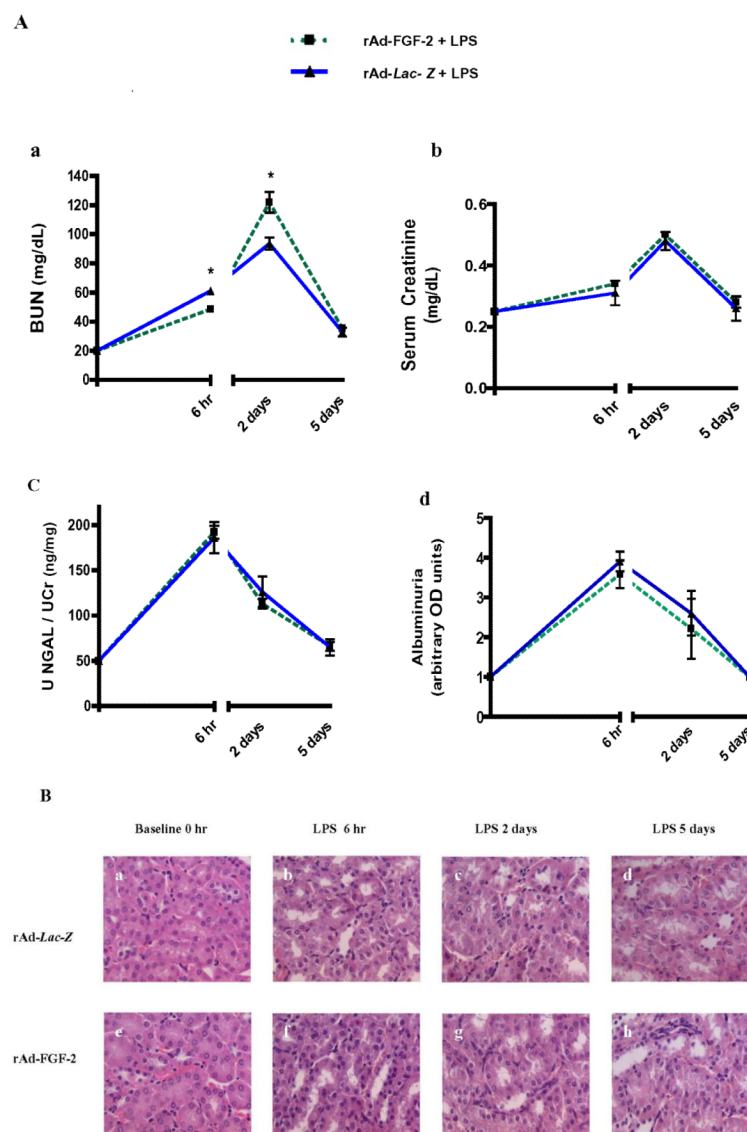 A
rAd-FGF-2 + LPS
rAd-Lac- Z + LPS
a
BUN (mg/dL)
140
120
100
80
60
40
20
0
*
*
6 hr
2 days
5 days
b
Serum Creatinine
(mg/dL)
0.6
0.4
0.2
0.0
6 hr
2 days
5 days
C
U NGAL / UCr (ng/mg)
200
150
100
50
0
6 hr
2 days
5 days
d
Albuminuria
(arbitrary OD units)
5
4
3
2
1
0
6 hr
2 days
5 days
B
Baseline 0 hr
LPS 6 hr
LPS 2 days
LPS 5 days
rAd-Lac-Z
a
b
c
d
rAd-FGF-2
e
f
g
h